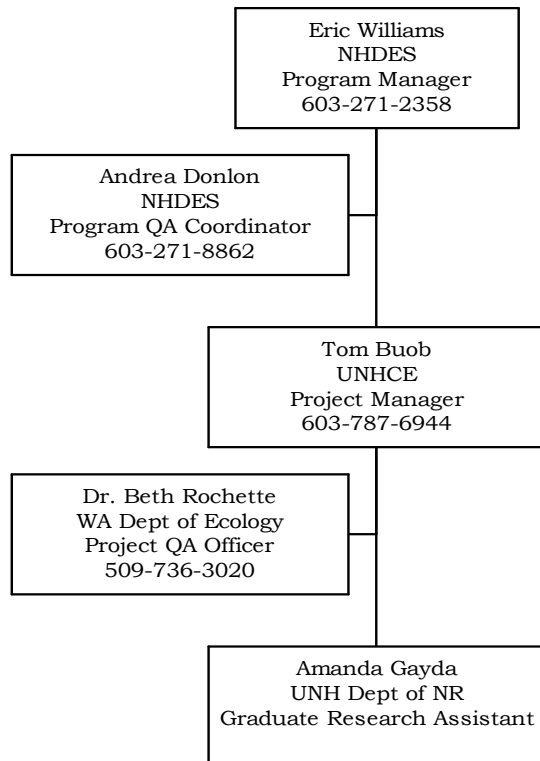 Eric Williams
NHDES
Program Manager
603-271-2358
Andrea Donlon
NHDES
Program QA Coordinator
603-271-8862
Tom Buob
UNHCE
Project Manager
603-787-6944
Dr. Beth Rochette
WA Dept of Ecology
Project QA Officer
509-736-3020
Amanda Gayda
UNH Dept of NR
Graduate Research Assistant